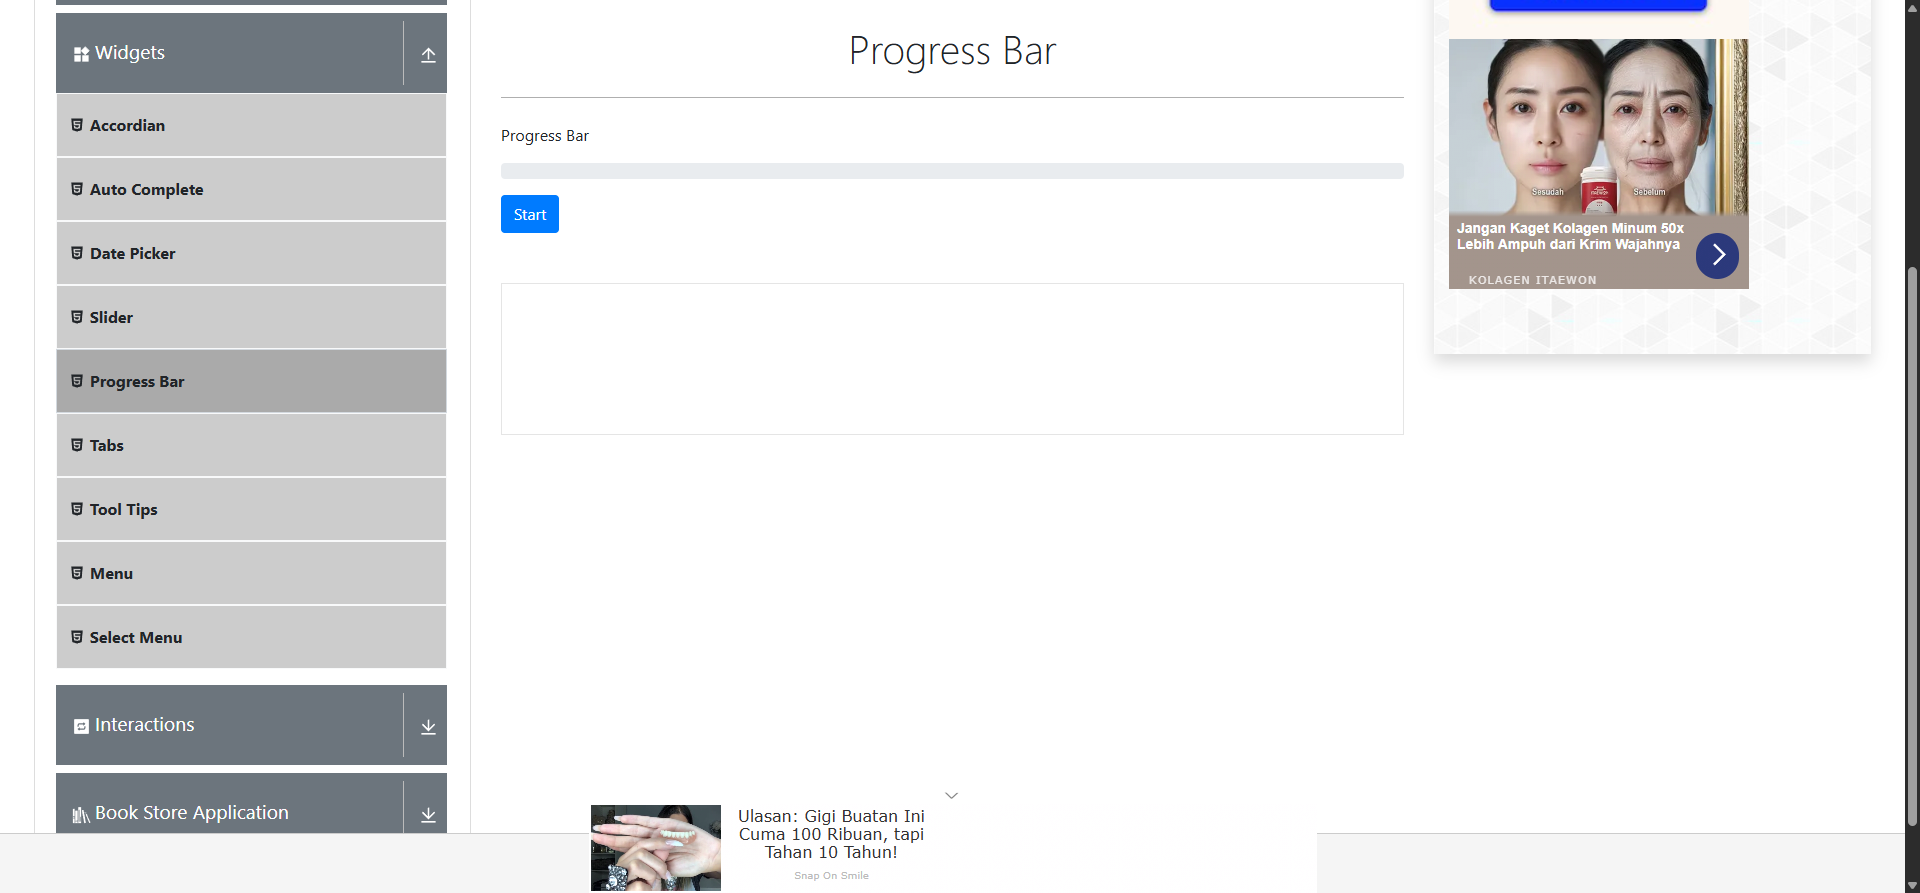 Widgets
Accordian
Auto Complete
Date Picker
Slider
Progress Bar
Tabs
Tool Tips
Menu
Select Menu
Interactions
Book Store Application
Progress Bar
Progress Bar
Start
Sesudah
Sebelum
Jangan Kaget Kolagen Minum 50x
Lebih Ampuh dari Krim Wajahnya
KOLAGEN ITAEWON
Ulasan: Gigi Buatan Ini
Cuma 100 Ribuan, tapi
Tahan 10 Tahun!
Snap On Smile